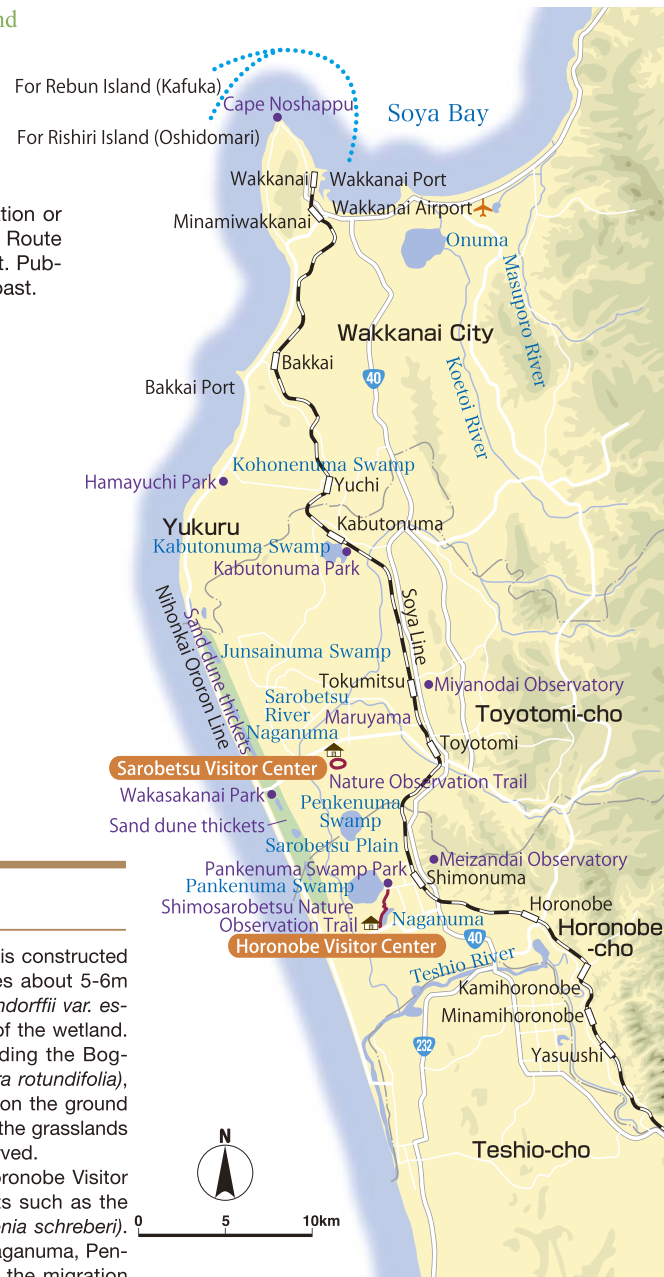 nd
For Rebun Island (Kafuka)
Cape Noshappu
Soya Bay
For Rishiri Island (Oshidomari)
Wakkanai
Wakkanai Port
tion or
Wakkanai Airport
Minamiwakkanai
Route
Onuma
t. Pub-
oast.
Masuporo River
Wakkanai City
Bakkai
Koetoi River
40
Bakkai Port
Kohonenuma Swamp
Hamayuchi Park
Yuchi
Yukuru
Kabutonuma
Kabutonuma Swamp
Kabutonuma Park
Nihonkai Ororon Line
Sand dune thickets
Soya Line
Junsainuma Swamp
Tokumitsu
Miyanodai Observatory
Sarobetsu
River
Maruyama
Toyotomi-cho
Naganuma
Toyotomi
Sarobetsu Visitor Center
Nature Observation Trail
Wakasakanai Park
Penkenuma
Swamp
Sand dune thickets
Sarobetsu Plain
Meizandai Observatory
Pankenuma Swamp Park
Shimonuma
Pankenuma Swamp
Shimosarobetsu Nature
Observation Trail
Horonobe
Naganuma
Horonobe
-cho
Horonobe Visitor Center
40
Teshio River
is constructed
es about 5-6m
Kamihoronobe
ndorffii var. es-
Minamihoronobe
of the wetland.
ding the Bog-
232
Yasuushi
ra rotundifolia),
on the ground
the grasslands
rved.
N
Teshio-cho
oronobe Visitor
ts such as the
nia schreberi).
0 5 10km
aganuma, Pen-
the migration